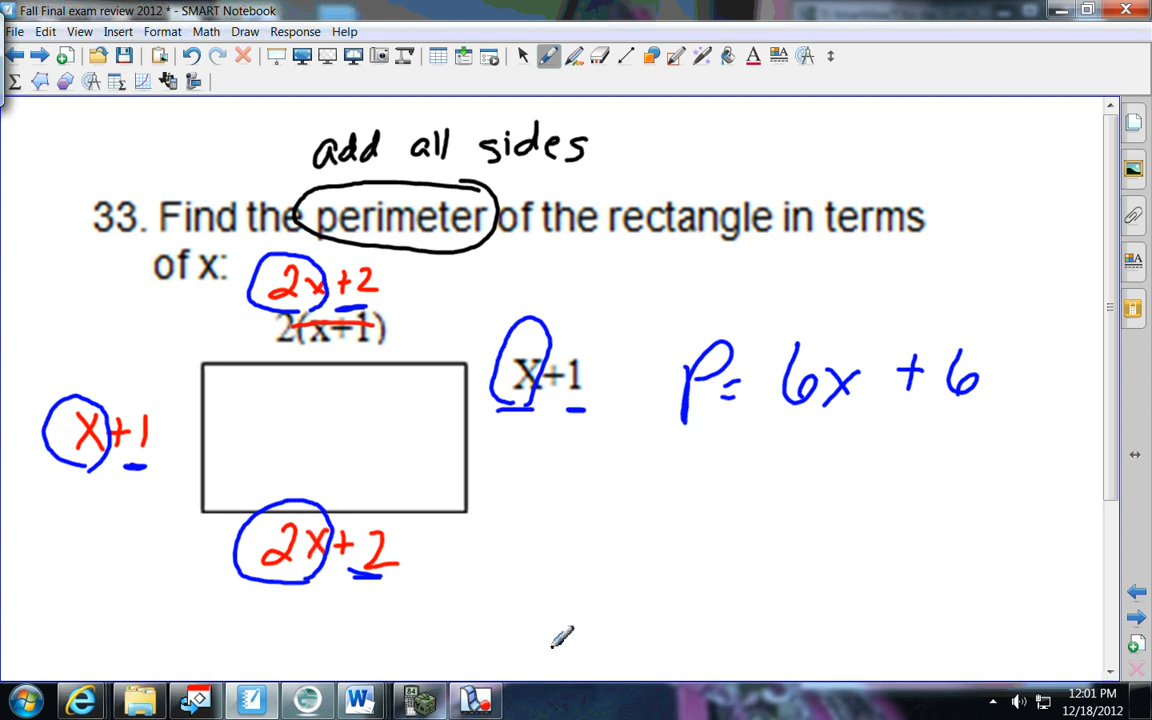 Fall Final exam review 2012 * - SMART Notebook
File Edit View Insert Format Math Draw Response Help
add all sides
33. Find the perimeter of the rectangle in terms
of x:
2x+2
2(x+1)
X+1
P= 6x + 6
x+1
2x+2
12:01 PM
12/18/2012